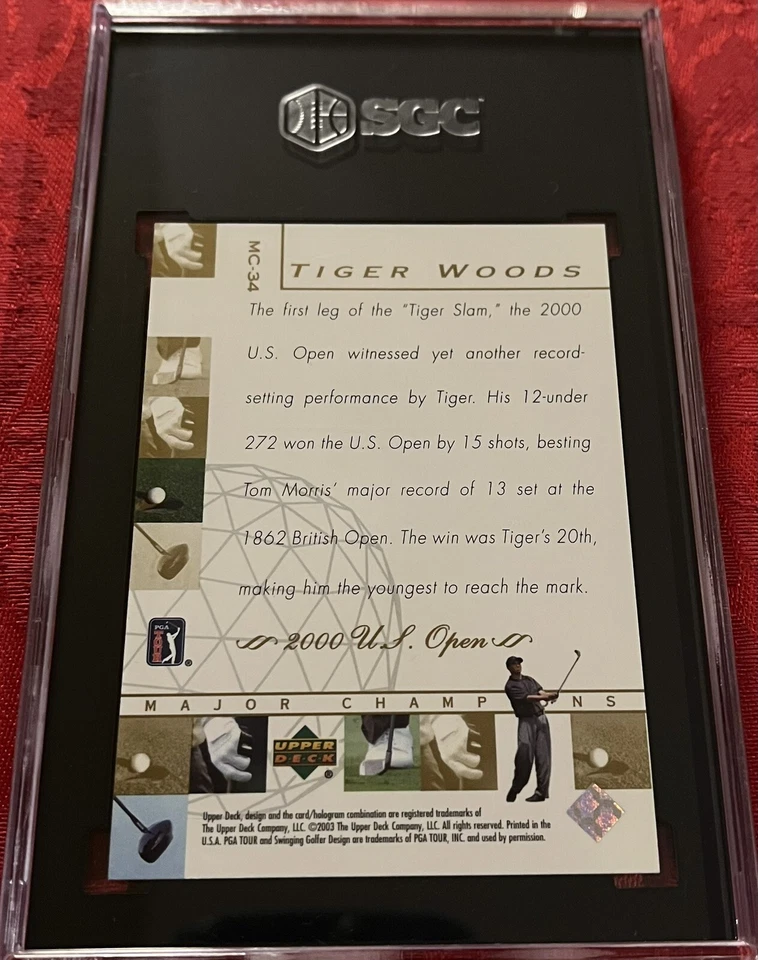 SGC
MC-34
TIGER WOODS
The first leg of the "Tiger Slam," the 2000
U.S. Open witnessed yet another record-
setting performance by Tiger. His 12-under
272 won the U.S. Open by 15 shots, besting
Tom Morris' major record of 13 set at the
1862 British Open. The win was Tiger's 20th,
making him the youngest to reach the mark.
PGA
TOUR
®
2000 U.S. Open
MAJOR CHAMP NS
UPPER
DECK
®
Upper Deck, design and the card/hologram combination are registered trademarks of
The Upper Deck Company, LLC. ©2003 The Upper Deck Company, LLC. All rights reserved. Printed in the
U.S.A. PGA TOUR and Swinging Golfer Design are trademarks of PGA TOUR, INC. and used by permission.